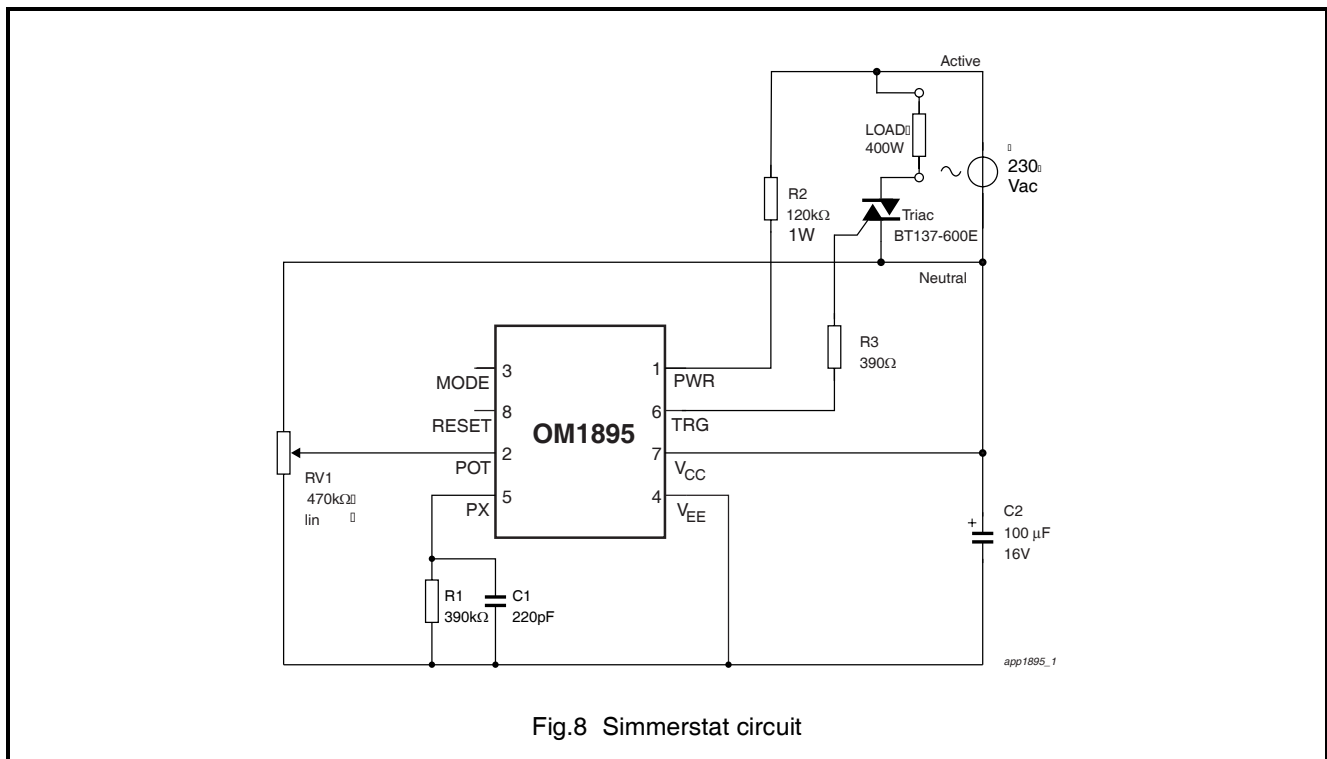 Active
LOAD
400W
230
Vac
R2
120kΩ
1W
Triac
BT137-600E
Neutral
R3
390Ω
MODE
3
1
PWR
RESET
8
6
TRG
OM1895
POT
2
7
VCC
PX
5
4
VEE
RV1
470kΩ
lin
C2
+
100 µF
16V
R1
390kΩ
C1
220pF
app1895_1
Fig.8 Simmerstat circuit